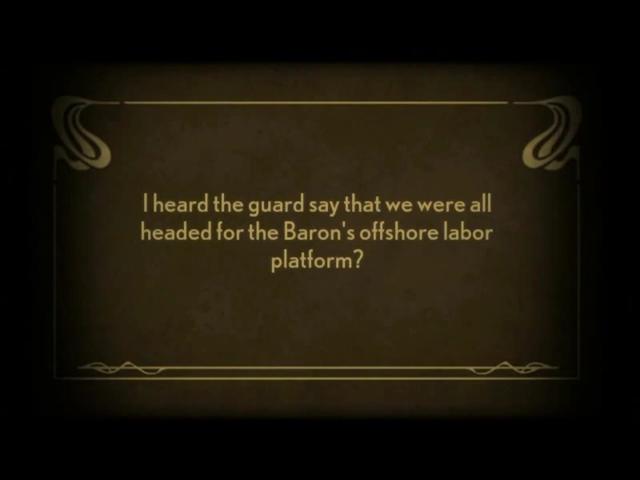 I heard the guard say that we were all
headed for the Baron's offshore labor
platform?